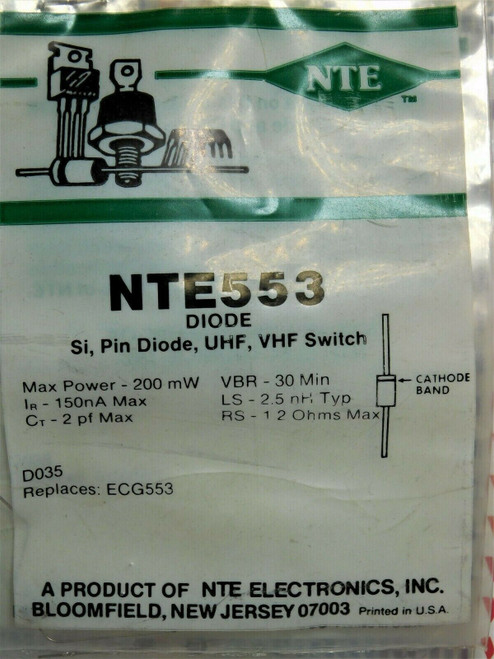 NTE
™
NTE553
DIODE
Si, Pin Diode, UHF, VHF Switch
Max Power - 200 mW VBR - 30 Min
IR - 150nA Max LS - 2.5 nH Typ
CT - 2 pf Max RS - 1.2 Ohms Max
CATHODE
BAND
D035
Replaces: ECG553
A PRODUCT OF NTE ELECTRONICS, INC.
BLOOMFIELD, NEW JERSEY 07003 Printed in U.S.A.